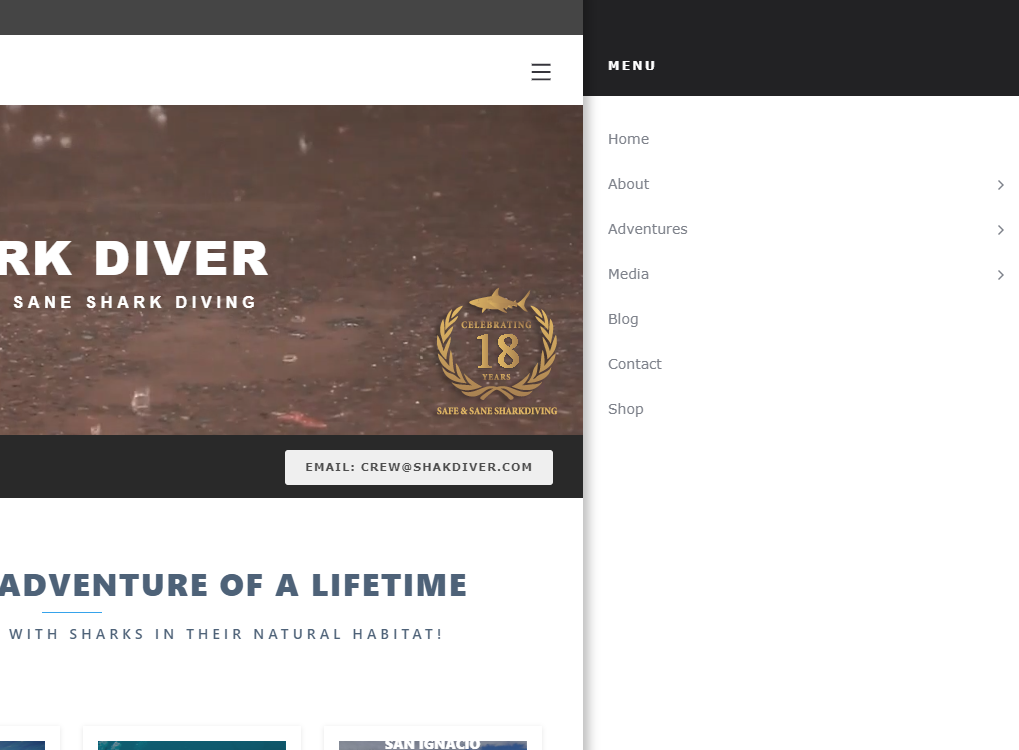 MENU
Home
About
Adventures
Media
Blog
Contact
Shop
RK DIVER
SANE SHARK DIVING
CELEBRATING
18
YEARS
SAFE & SANE SHARKDIVING
EMAIL: CREW@SHAKDIVER.COM
ADVENTURE OF A LIFETIME
WITH SHARKS IN THEIR NATURAL HABITAT!
SAN IGNACIO